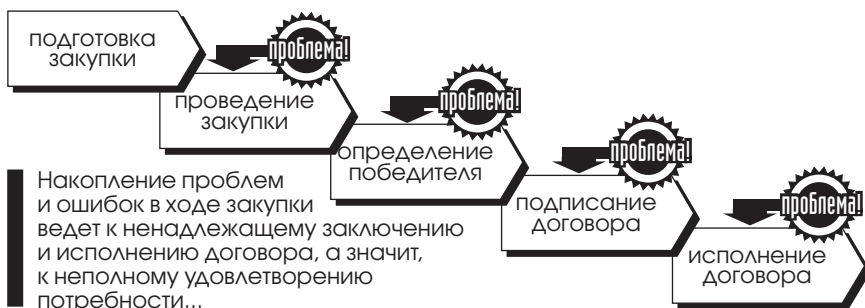 подготовка
закупки
проблема!
проведение
закупки
проблема!
определение
победителя
проблема!
подписание
договора
проблема!
исполнение
договора
Накопление проблем
и ошибок в ходе закупки
ведет к ненадлежащему заключению
и исполнению договора, а значит,
к неполному удовлетворению
потребности...